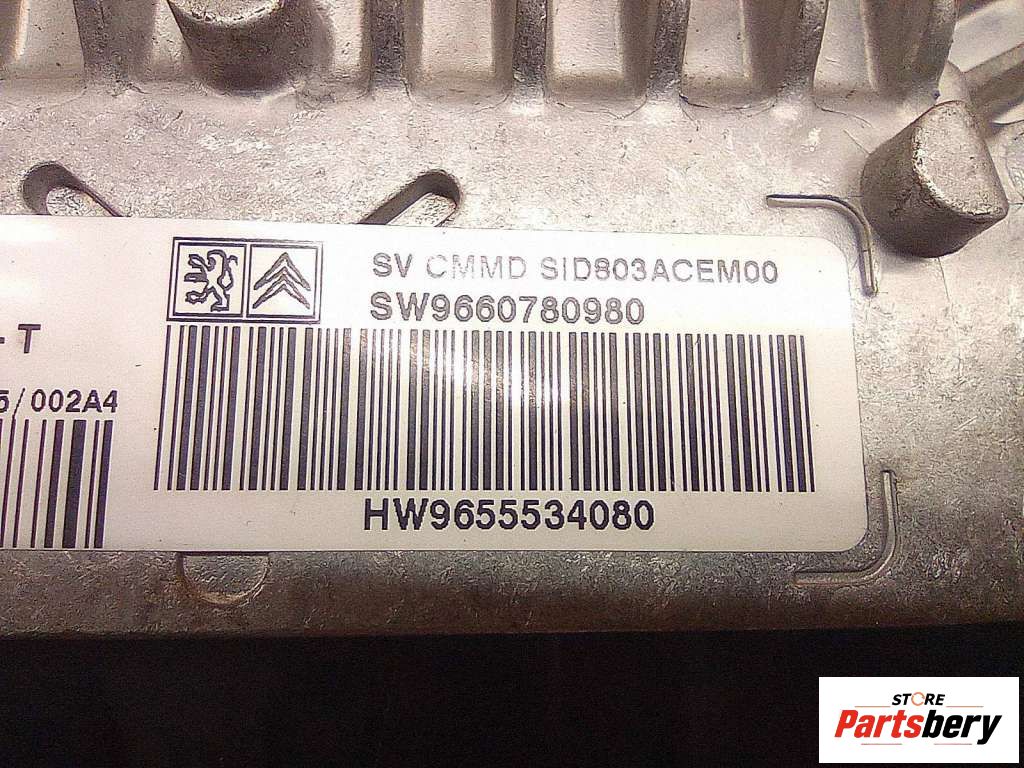 SV CMMD SID803ACEM00
SW9660780980
- T
5/002A4
HW9655534080
STORE
Partsbery